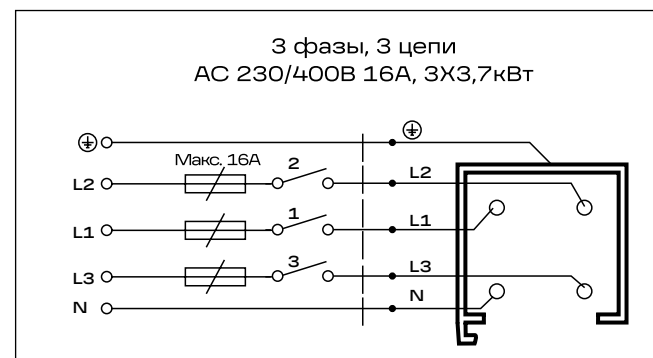 3 фазы, 3 цепи
АС 230/400В 16А, 3Х3,7кВт
Макс. 16А
2
L2
L2
1
L1
L1
3
L3
L3
N
N